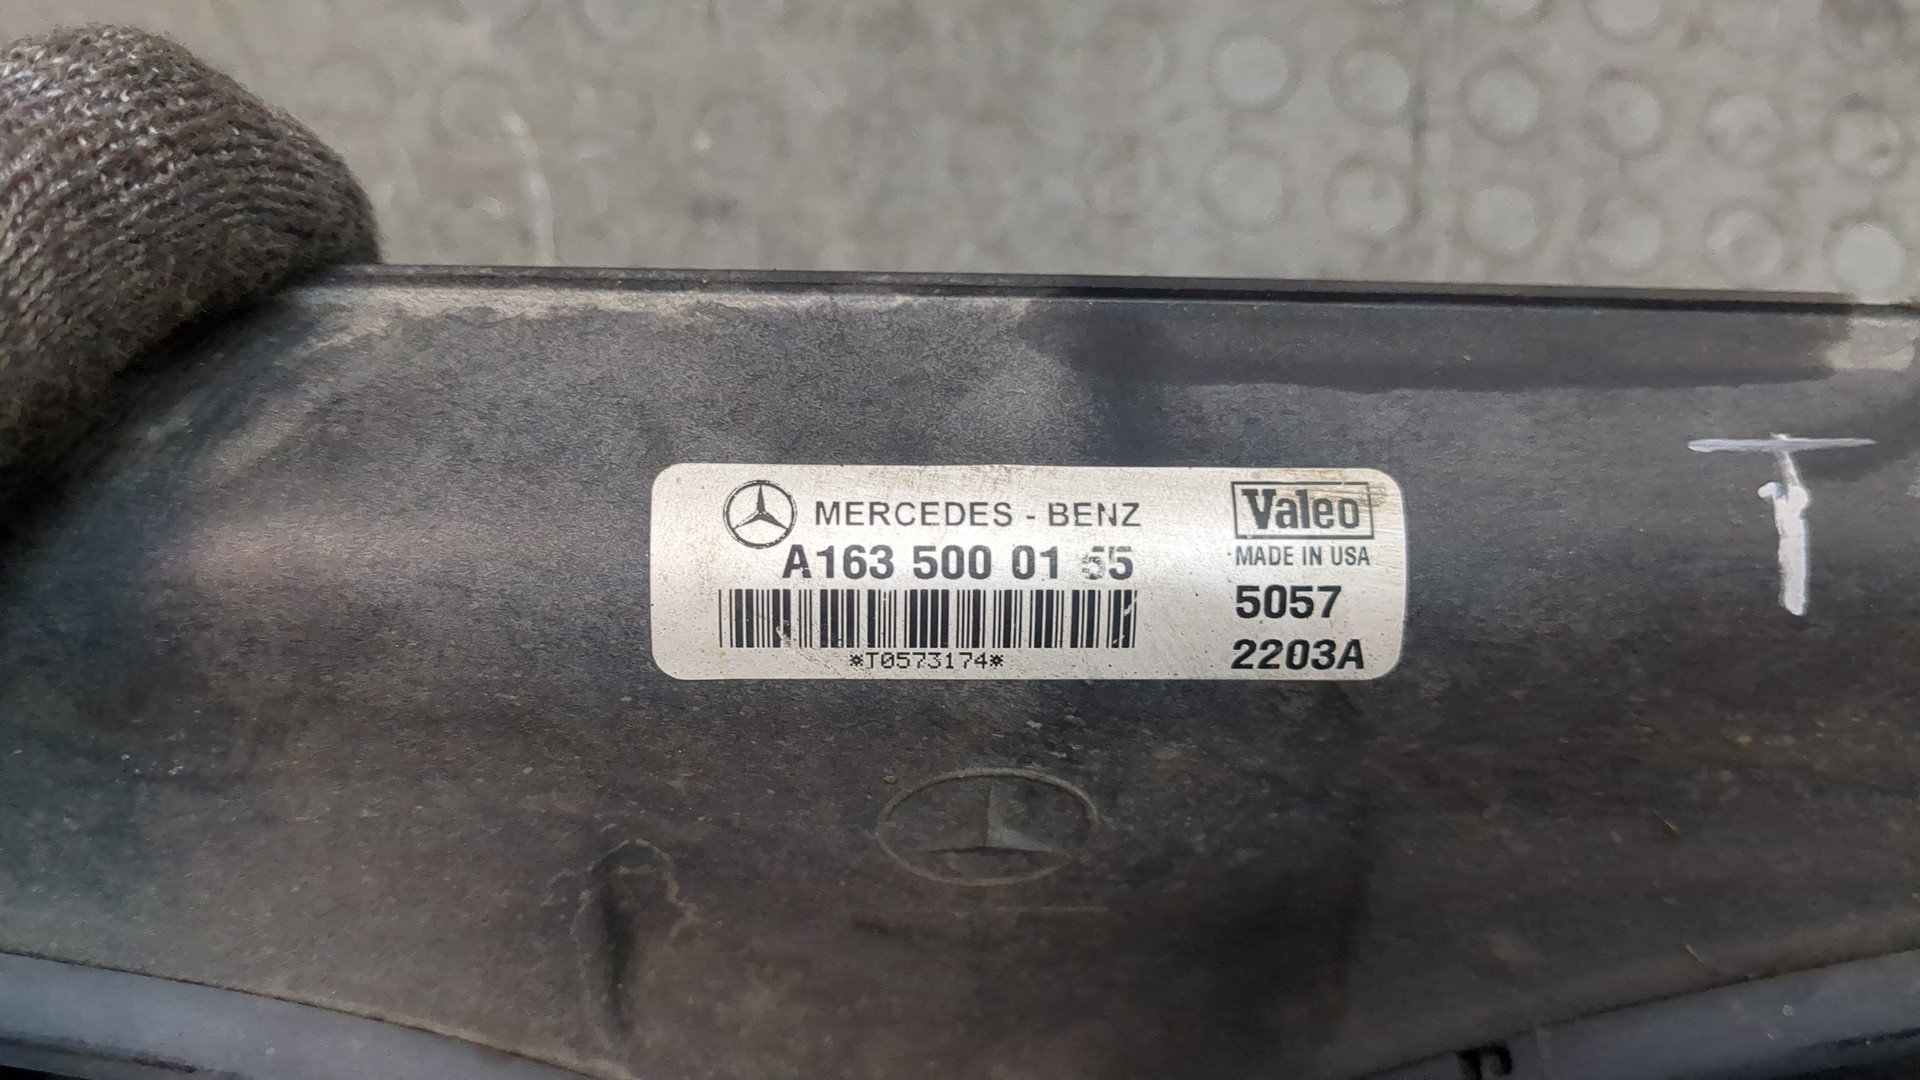 MERCEDES - BENZ
A163 500 01 55
*T0573174*
Valeo
MADE IN USA
5057
2203A
T